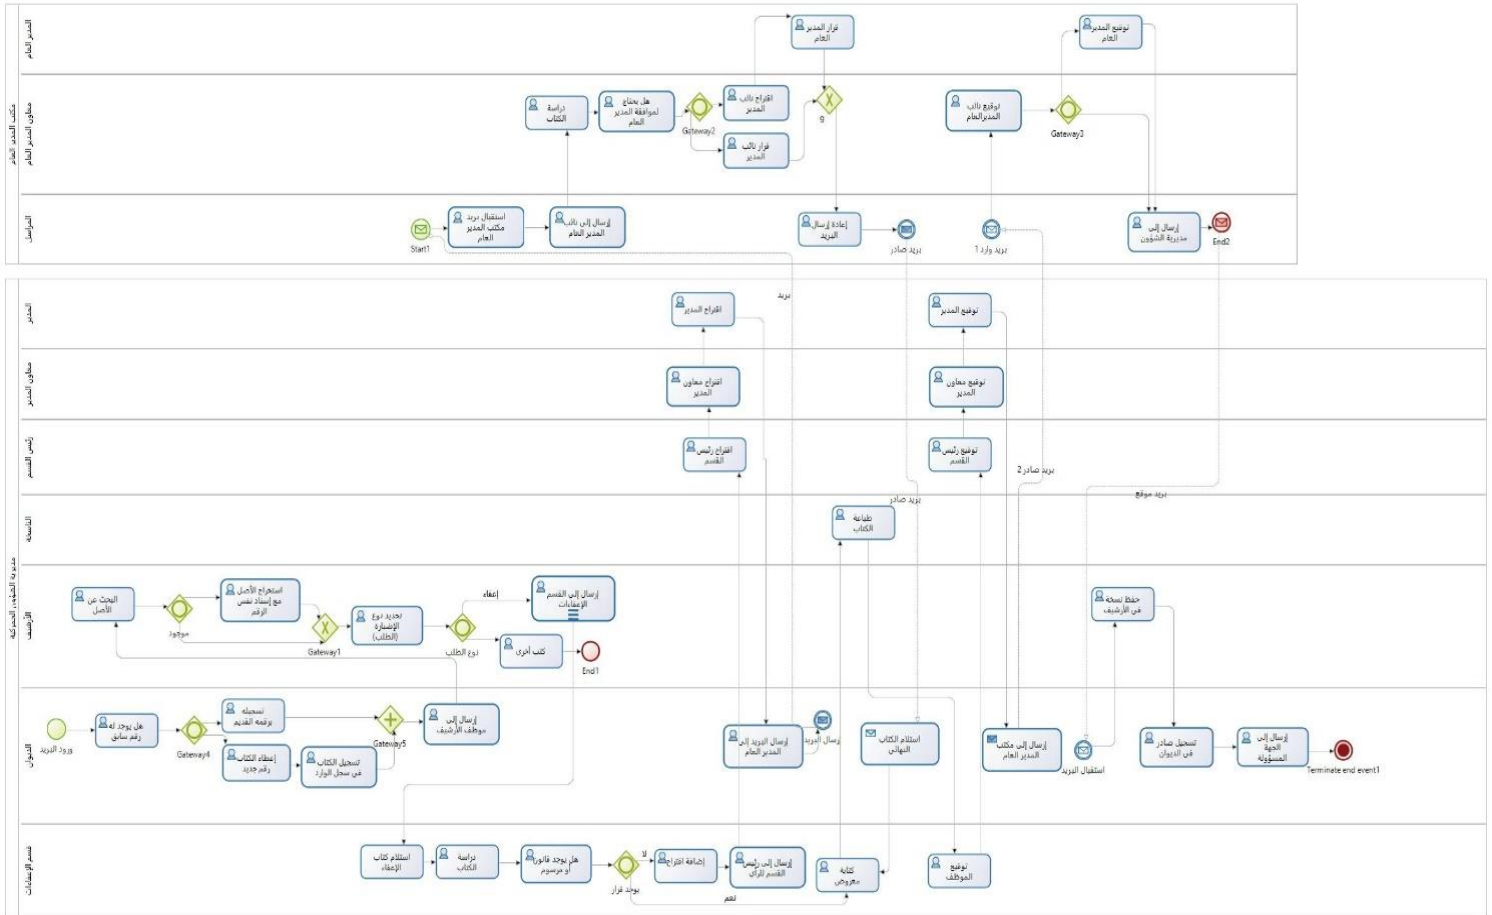 مكتب المدير العام
المدير العام
قرار المدير
العام
توقيع المدير
العام
معاون المدير العام
دراسة
الكتاب
هل يحتاج
لموافقة المدير
العام
Gateway2
اقتراح نائب
المدير
قرار نائب
المدير
9
توقيع نائب
المدير العام
Gateway3
المراسل
Start1
استقبال بريد
مكتب المدير
العام
إرسال إلى نائب
المدير العام
إعادة إرسال
البريد
بريد صادر
بريد وارد 1
إرسال إلى
مديرية الشؤون
End2
بريد
المدير
اقتراح المدير
توقيع المدير
معاون المدير
اقتراح معاون
المدير
توقيع معاون
المدير
رئيس القسم
اقتراح رئيس
القسم
توقيع رئيس
القسم
بريد صادر 2
بريد موقع
بريد صادر
الناسخة
طباعة
الكتاب
الأرشيف
البحث عن
الأصل
موجود
استخراج الأصل
مع إسناد نفس
الرقم
Gateway1
تحديد نوع
الإضبارة
(الطلب)
نوع الطلب
إعفاء
إرسال إلى القسم
الإعفاءات
كتب أخرى
End1
حفظ نسخة
في الأرشيف
الديوان
ورود البريد
هل يوجد له
رقم سابق
Gateway4
تسجيله
برقمه القديم
إعطاء الكتاب
رقم جديد
تسجيل الكتاب
في سجل الوارد
Gateway5
إرسال إلى
موظف الأرشيف
إرسال البريد إلى
المدير العام
إرسال البريد
استلام الكتاب
النهائي
إرسال إلى مكتب
المدير العام
استقبال البريد
تسجيل صادر
في الديوان
إرسال إلى
الجهة
المسؤولة
Terminate end event1
قسم الإعفاءات
استلام كتاب
الإعفاء
دراسة
الكتاب
هل يوجد قانون
أو مرسوم
يوجد قرار
لا
نعم
إضافة اقتراح
إرسال إلى رئيس
القسم للرأي
كتابة
معروض
توقيع
الموظف